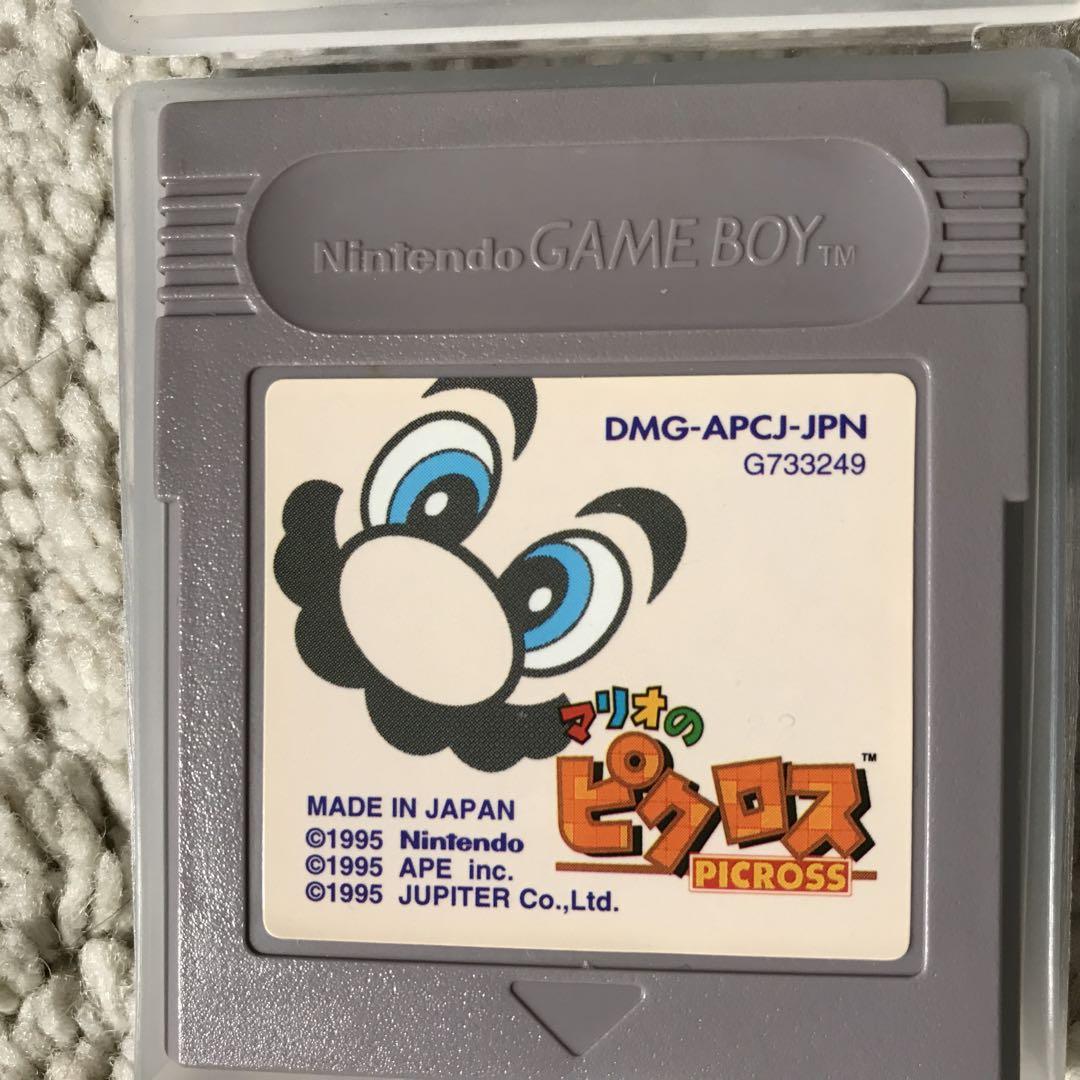 Nintendo GAME BOY TM
DMG-APCJ-JPN
G733249
マリオの
ピクロス TM
PICROSS
MADE IN JAPAN
©1995 Nintendo
©1995 APE inc.
©1995 JUPITER Co.,Ltd.